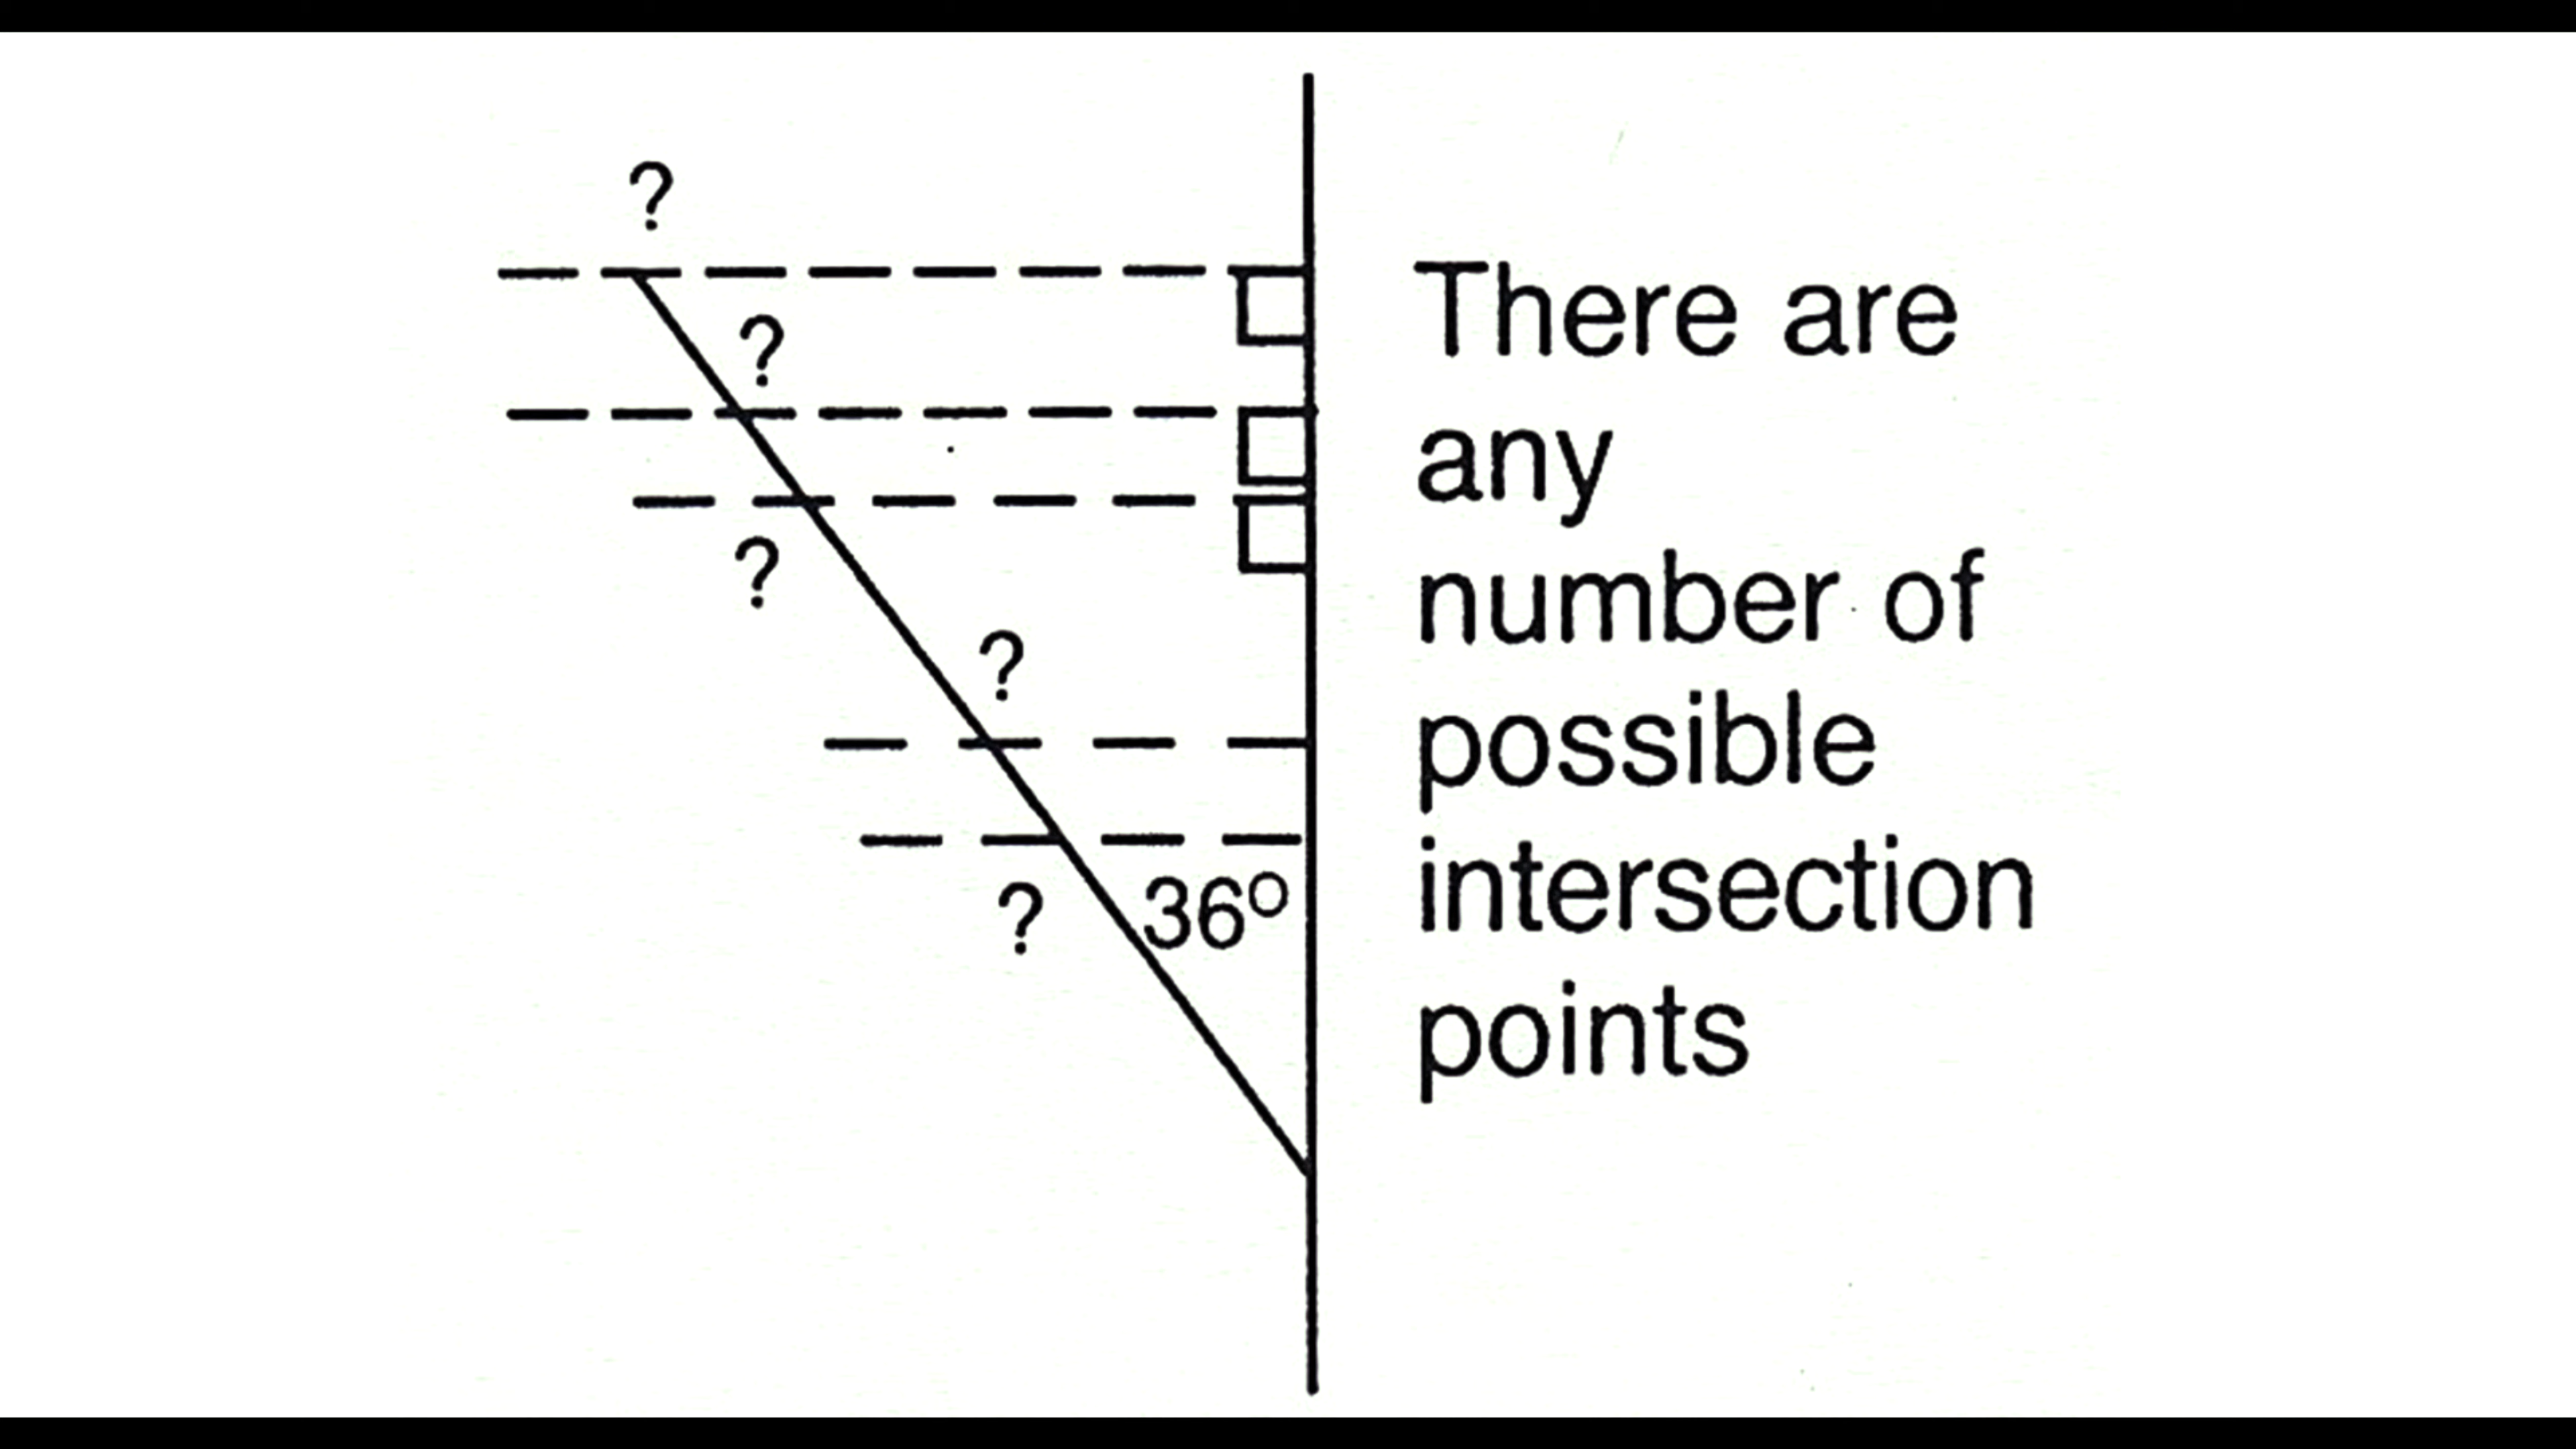 ?
?
?
?
?
36°
There are
any
number of
possible
intersection
points